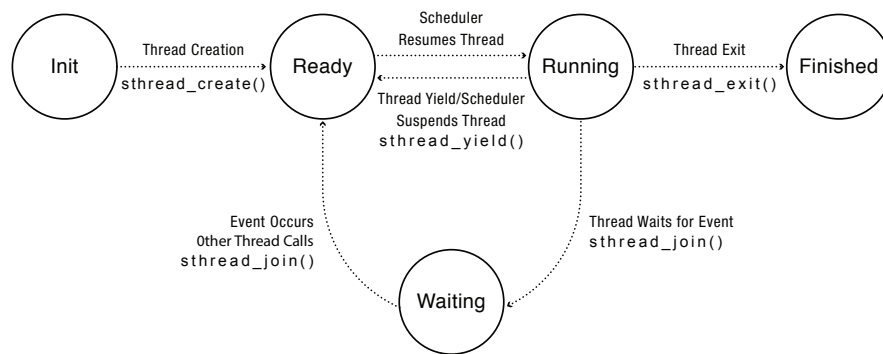 Init
Thread Creation
sthread_create()
Ready
Scheduler
Resumes Thread
Thread Yield/Scheduler
Suspends Thread
sthread_yield()
Running
Thread Exit
sthread_exit()
Finished
Event Occurs
Other Thread Calls
sthread_join()
Thread Waits for Event
sthread_join()
Waiting